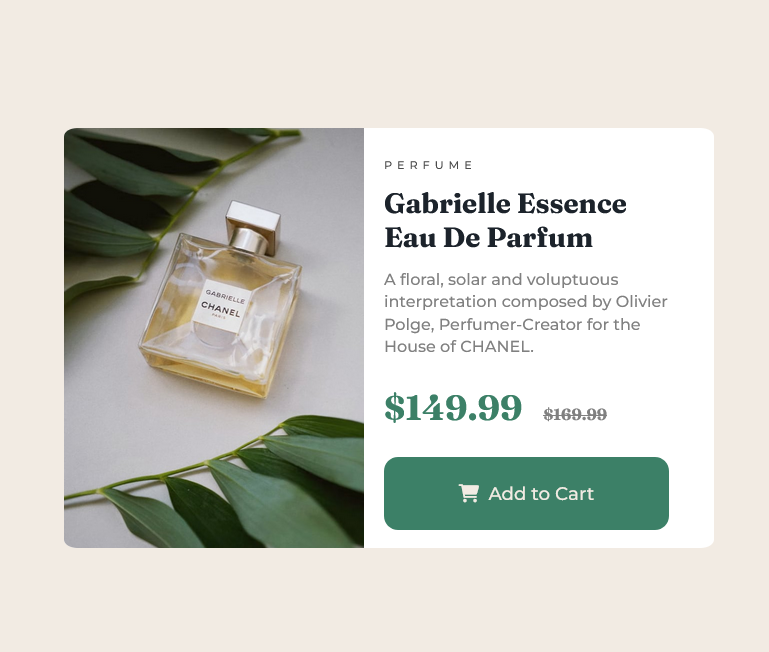 GABRIELLE
CHANEL
PARIS
PERFUME
Gabrielle Essence
Eau De Parfum
A floral, solar and voluptuous
interpretation composed by Olivier
Polge, Perfumer-Creator for the
House of CHANEL.
$149.99 $169.99
Add to Cart